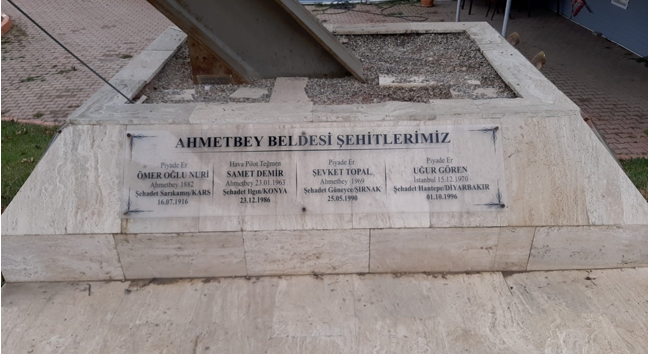 AHMETBEY BELDESİ ŞEHİTLERİMİZ
Piyade Er
ÖMER OĞLU NURİ
Ahmetbey 1882
Şehadet Sarıkamış/KARS
16.07.1916
Hava Pilot Teğmen
SAMET DEMİR
Ahmetbey 23.01.1963
Şehadet Ilgın/KONYA
23.12.1986
Piyade Er
ŞEVKET TOPAL
Ahmetbey 1969
Şehadet Güneyce/ŞIRNAK
25.05.1990
Piyade Er
UĞUR GÖREN
İstanbul 15.12.1976
Şehadet Hantepe/DİYARBAKIR
01.10.1996